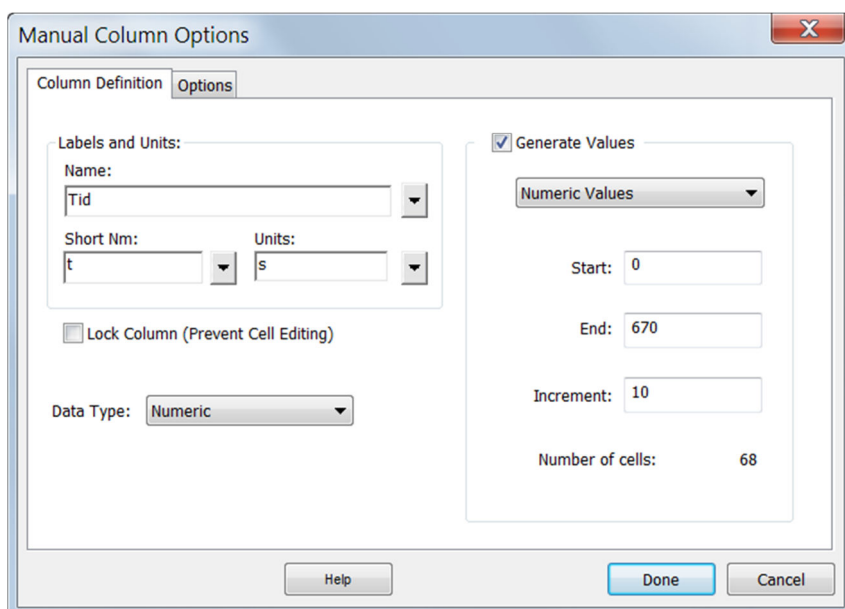 Manual Column Options
X
Column Definition
Options
Labels and Units:
Name:
Tid
Short Nm:
Units:
t
s
Lock Column (Prevent Cell Editing)
Data Type:
Numeric
Generate Values
Numeric Values
Start:
0
End:
670
Increment:
10
Number of cells:
68
Help
Done
Cancel